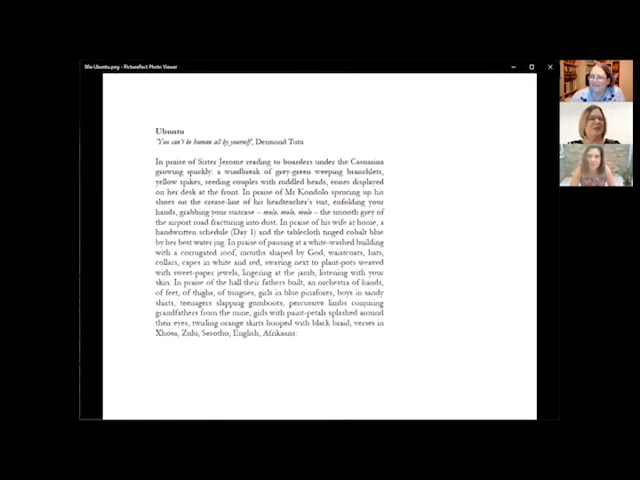 06a-Ubuntu.png - Pictureflect Photo Viewer
Ubuntu
'You can't be human all by yourself', Desmond Tutu
In praise of Sister Jerome reading to boarders under the Casuarina
growing quickly: a windbreak of grey-green weeping branchlets,
yellow spikes, seeding couples with ruddled heads, cones displayed
on her desk at the front. In praise of Mr Kondolo sprucing up his
shoes on the crease-line of his headteacher's suit, enfolding your
hands, grabbing your suitcase – molo, molo, molo – the smooth grey of
the airport road fracturing into dust. In praise of his wife at home, a
handwritten schedule (Day 1) and the tablecloth tinged cobalt blue
by her best water jug. In praise of pausing at a white-washed building
with a corrugated roof, mouths shaped by God, waistcoats, hats,
collars, capes in white and red, swaying next to plant-pots weaved
with sweet-paper jewels, lingering at the jamb, listening with your
skin. In praise of the hall their fathers built, an orchestra of hands,
of feet, of thighs, of tongues, girls in blue pinafores, boys in sandy
shirts, teenagers slapping gumboots, percussive limbs conjuring
grandfathers from the mine, girls with paint-petals splashed around
their eyes, twirling orange skirts hooped with black braid, verses in
Xhosa, Zulu, Sesotho, English, Afrikaans: